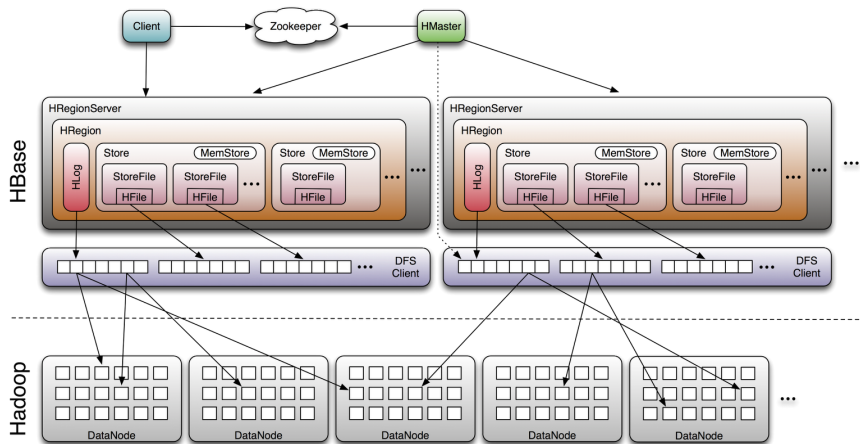 Client
Zookeeper
HMaster
HBase
HRegionServer
HRegion
HLog
Store
MemStore
StoreFile
HFile
StoreFile
HFile
...
Store
MemStore
StoreFile
HFile
...
...
HRegionServer
HRegion
HLog
Store
MemStore
StoreFile
HFile
StoreFile
HFile
...
Store
MemStore
StoreFile
HFile
...
...
...
...
DFS
Client
...
DFS
Client
Hadoop
DataNode
DataNode
DataNode
DataNode
DataNode
...